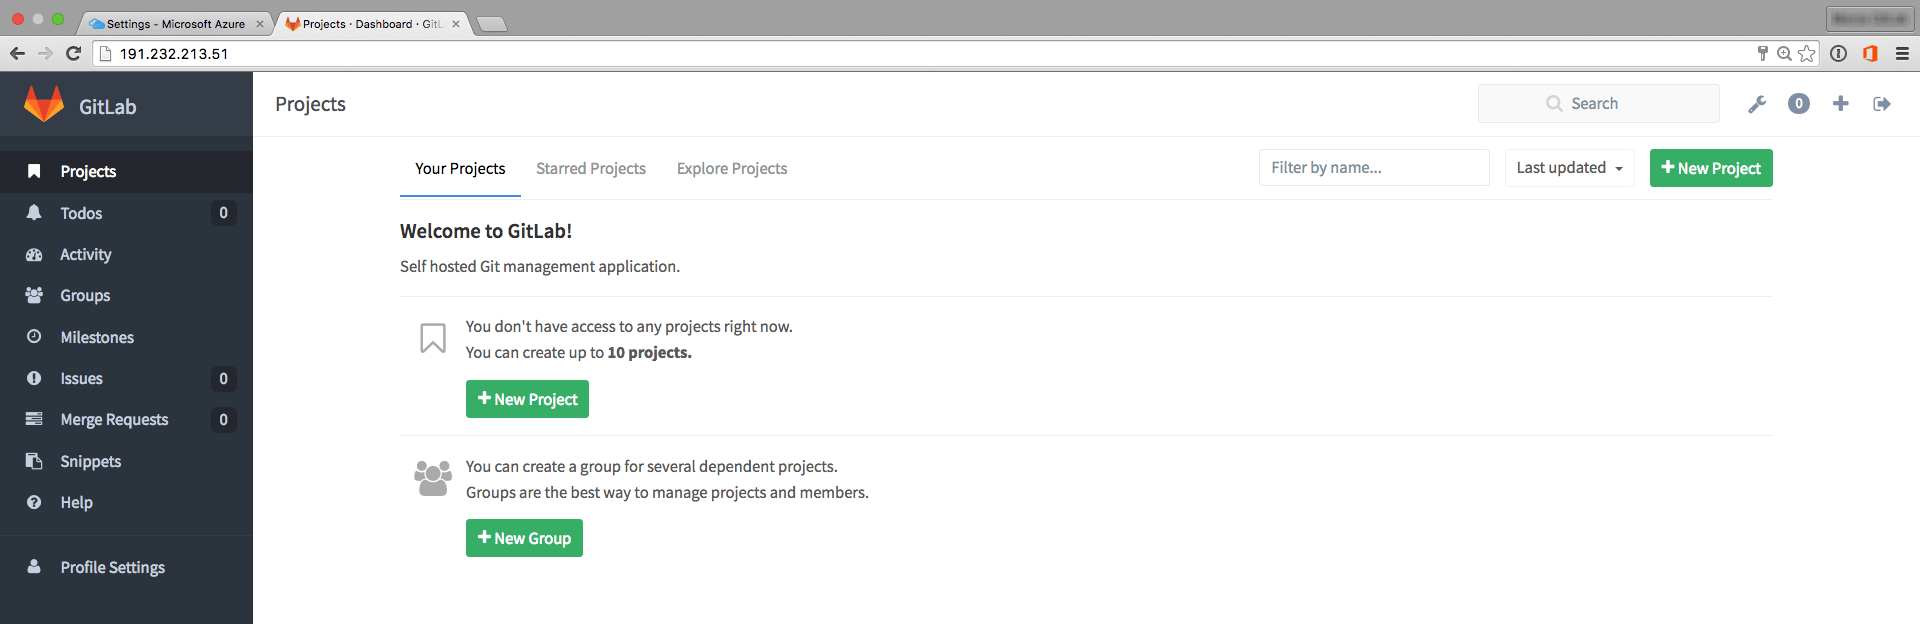 Settings - Microsoft Azure
Projects · Dashboard · GitL
191.232.213.51
GitLab
Projects
Search
0
Projects
Todos 0
Activity
Groups
Milestones
Issues 0
Merge Requests 0
Snippets
Help
Profile Settings
Your Projects Starred Projects Explore Projects
Filter by name...
Last updated
New Project
Welcome to GitLab!
Self hosted Git management application.
You don't have access to any projects right now.
You can create up to 10 projects.
New Project
You can create a group for several dependent projects.
Groups are the best way to manage projects and members.
New Group